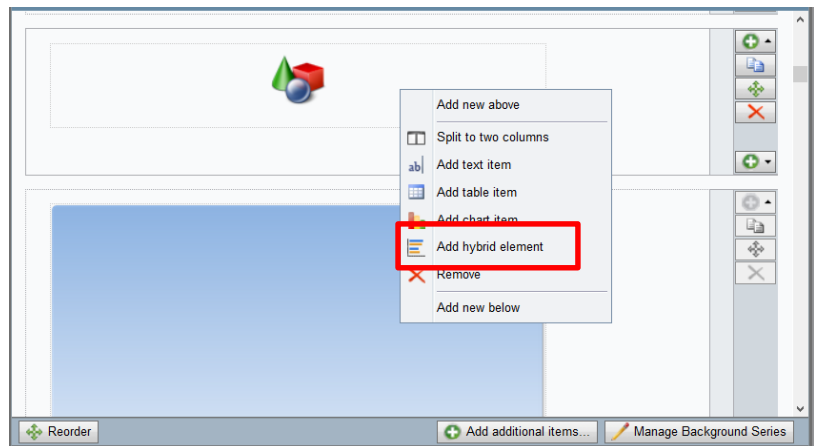 Add new above
Split to two columns
ab
Add text item
Add table item
Add chart item
Add hybrid element
Remove
Add new below
Reorder
Add additional items...
Manage Background Series